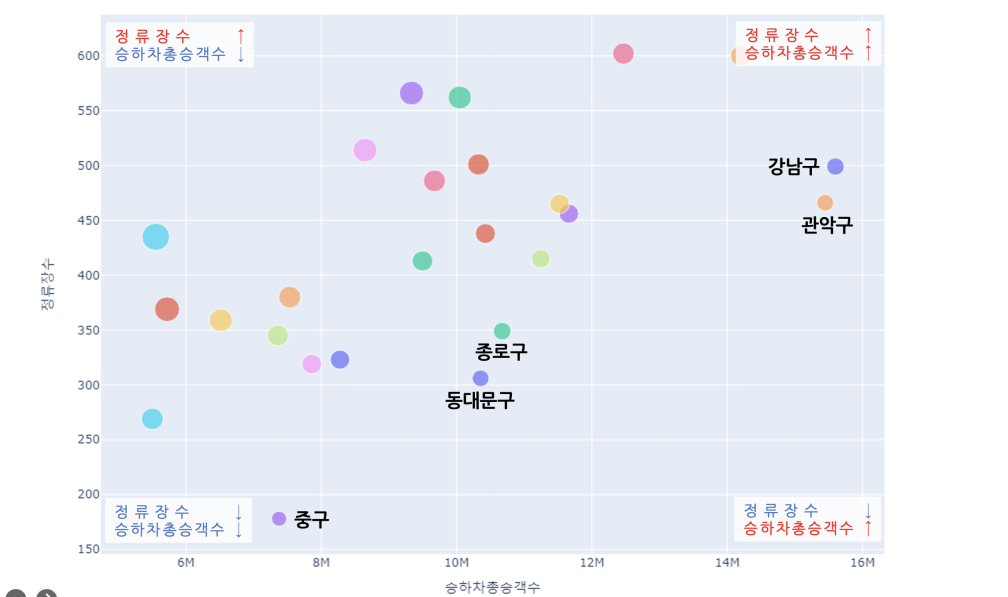 정 류 장 수 ↑
승하차총승객수 ↓
정 류 장 수 ↑
승하차총승객수 ↑
600
550
500
450
400
350
300
250
200
150
정류장수
강남구
관악구
종로구
동대문구
중구
정 류 장 수 ↓
승하차총승객수 ↓
정 류 장 수 ↓
승하차총승객수 ↑
6M 8M 10M 12M 14M 16M
승하차총승객수